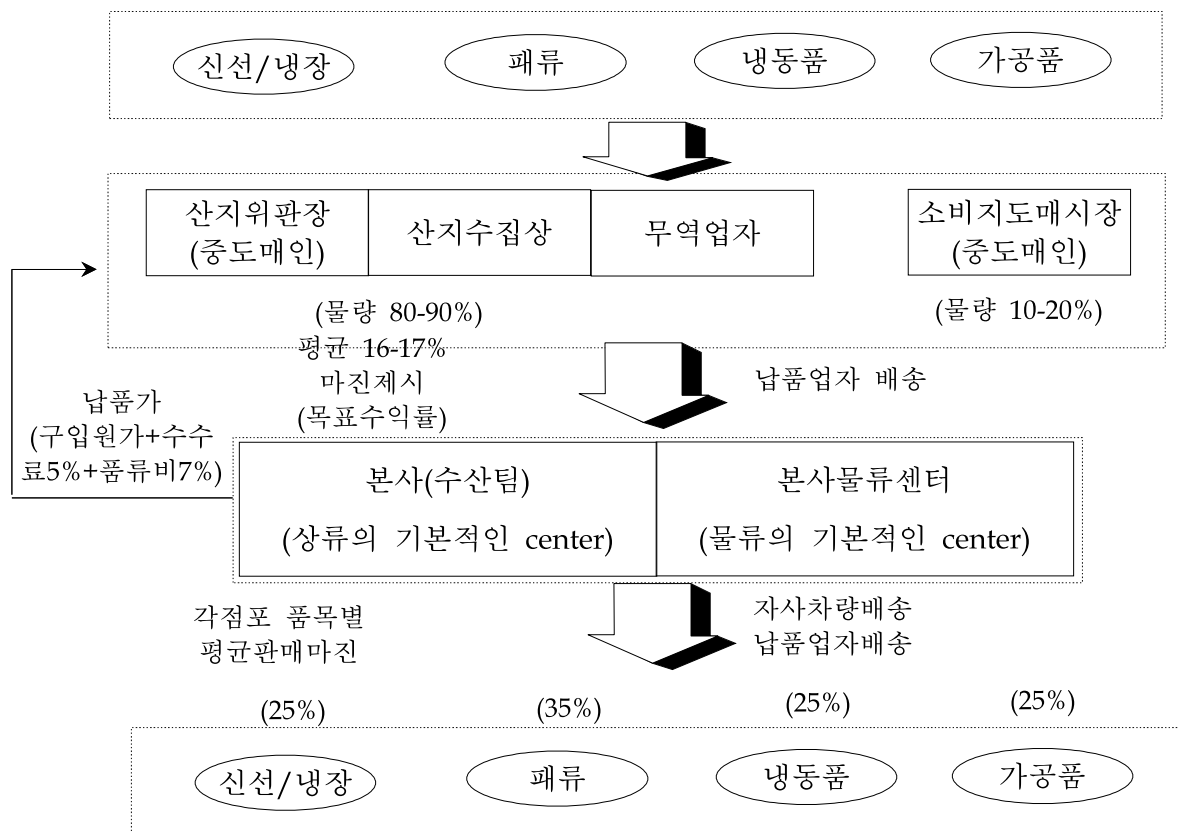 신선/냉장
패류
냉동품
가공품
산지위판장
(중도매인)
산지수집상
무역업자
소비지도매시장
(중도매인)
(물량 80-90%)
(물량 10-20%)
평균 16-17%
마진제시
(목표수익률)
납품업자 배송
납품가
(구입원가+수수
료5%+품류비7%)
본사(수산팀)
(상류의 기본적인 center)
본사물류센터
(물류의 기본적인 center)
각점포 품목별
평균판매마진
자사차량배송
납품업자배송
(25%)
(35%)
(25%)
(25%)
신선/냉장
패류
냉동품
가공품